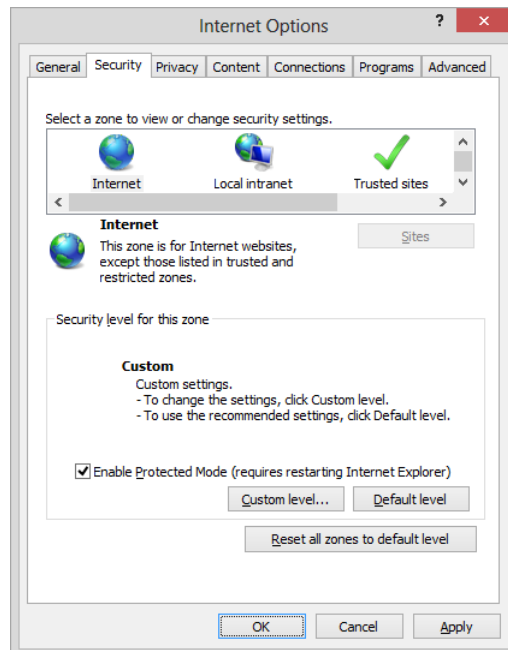 Internet Options
?
General Security Privacy Content Connections Programs Advanced
Select a zone to view or change security settings.
Internet Local intranet Trusted sites
Internet
This zone is for Internet websites,
except those listed in trusted and
restricted zones.
Sites
Security level for this zone
Custom
Custom settings.
- To change the settings, click Custom level.
- To use the recommended settings, click Default level.
Enable Protected Mode (requires restarting Internet Explorer)
Custom level... Default level
Reset all zones to default level
OK Cancel Apply